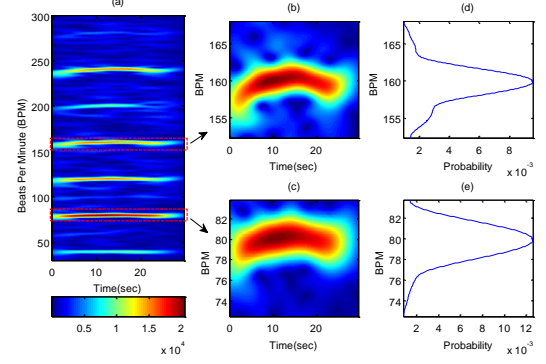 (a)
(b)
(d)
300
250
200
150
100
50
Beats Per Minute (BPM)
0
10
20
Time(sec)
165
160
155
BPM
0
10
20
Time(sec)
165
160
155
BPM
2
4
6
8
Probability
x 10⁻³
(c)
(e)
82
80
78
76
74
BPM
0
10
20
Time(sec)
82
80
78
76
74
BPM
2
4
6
8
10
12
Probability
x 10⁻³
0.5
1
1.5
2
x 10⁴